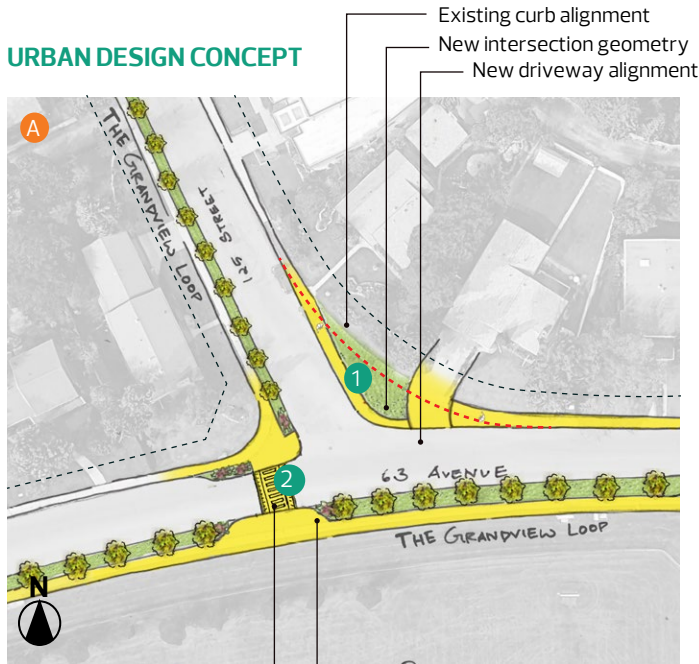 Existing curb alignment
New intersection geometry
URBAN DESIGN CONCEPT
New driveway alignment
A
THE GRANDVIEW LOOP
125 STREET
1
2
63 AVENUE
THE GRANDVIEW LOOP
N